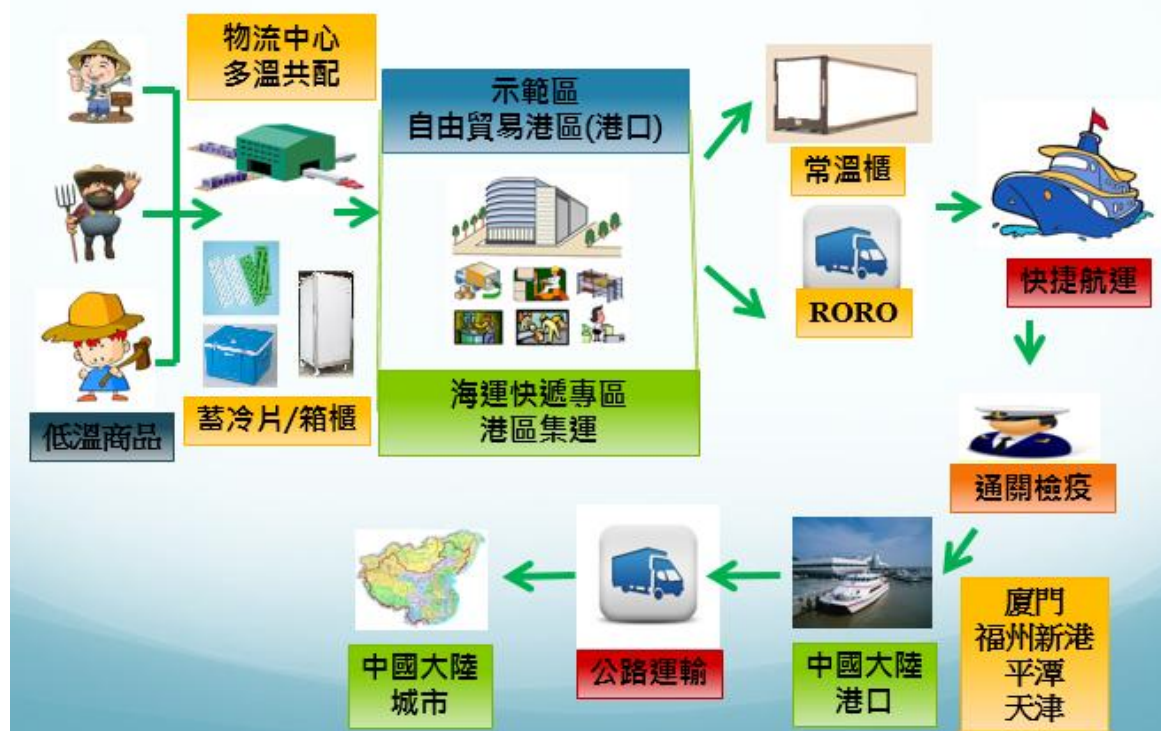 物流中心
多溫共配
示範區
自由貿易港區(港口)
常溫櫃
RORO
快捷航運
低溫商品
蓄冷片/箱櫃
海運快遞專區
港區集運
通關檢疫
廈門
福州新港
平潭
天津
中國大陸
港口
公路運輸
中國大陸
城市